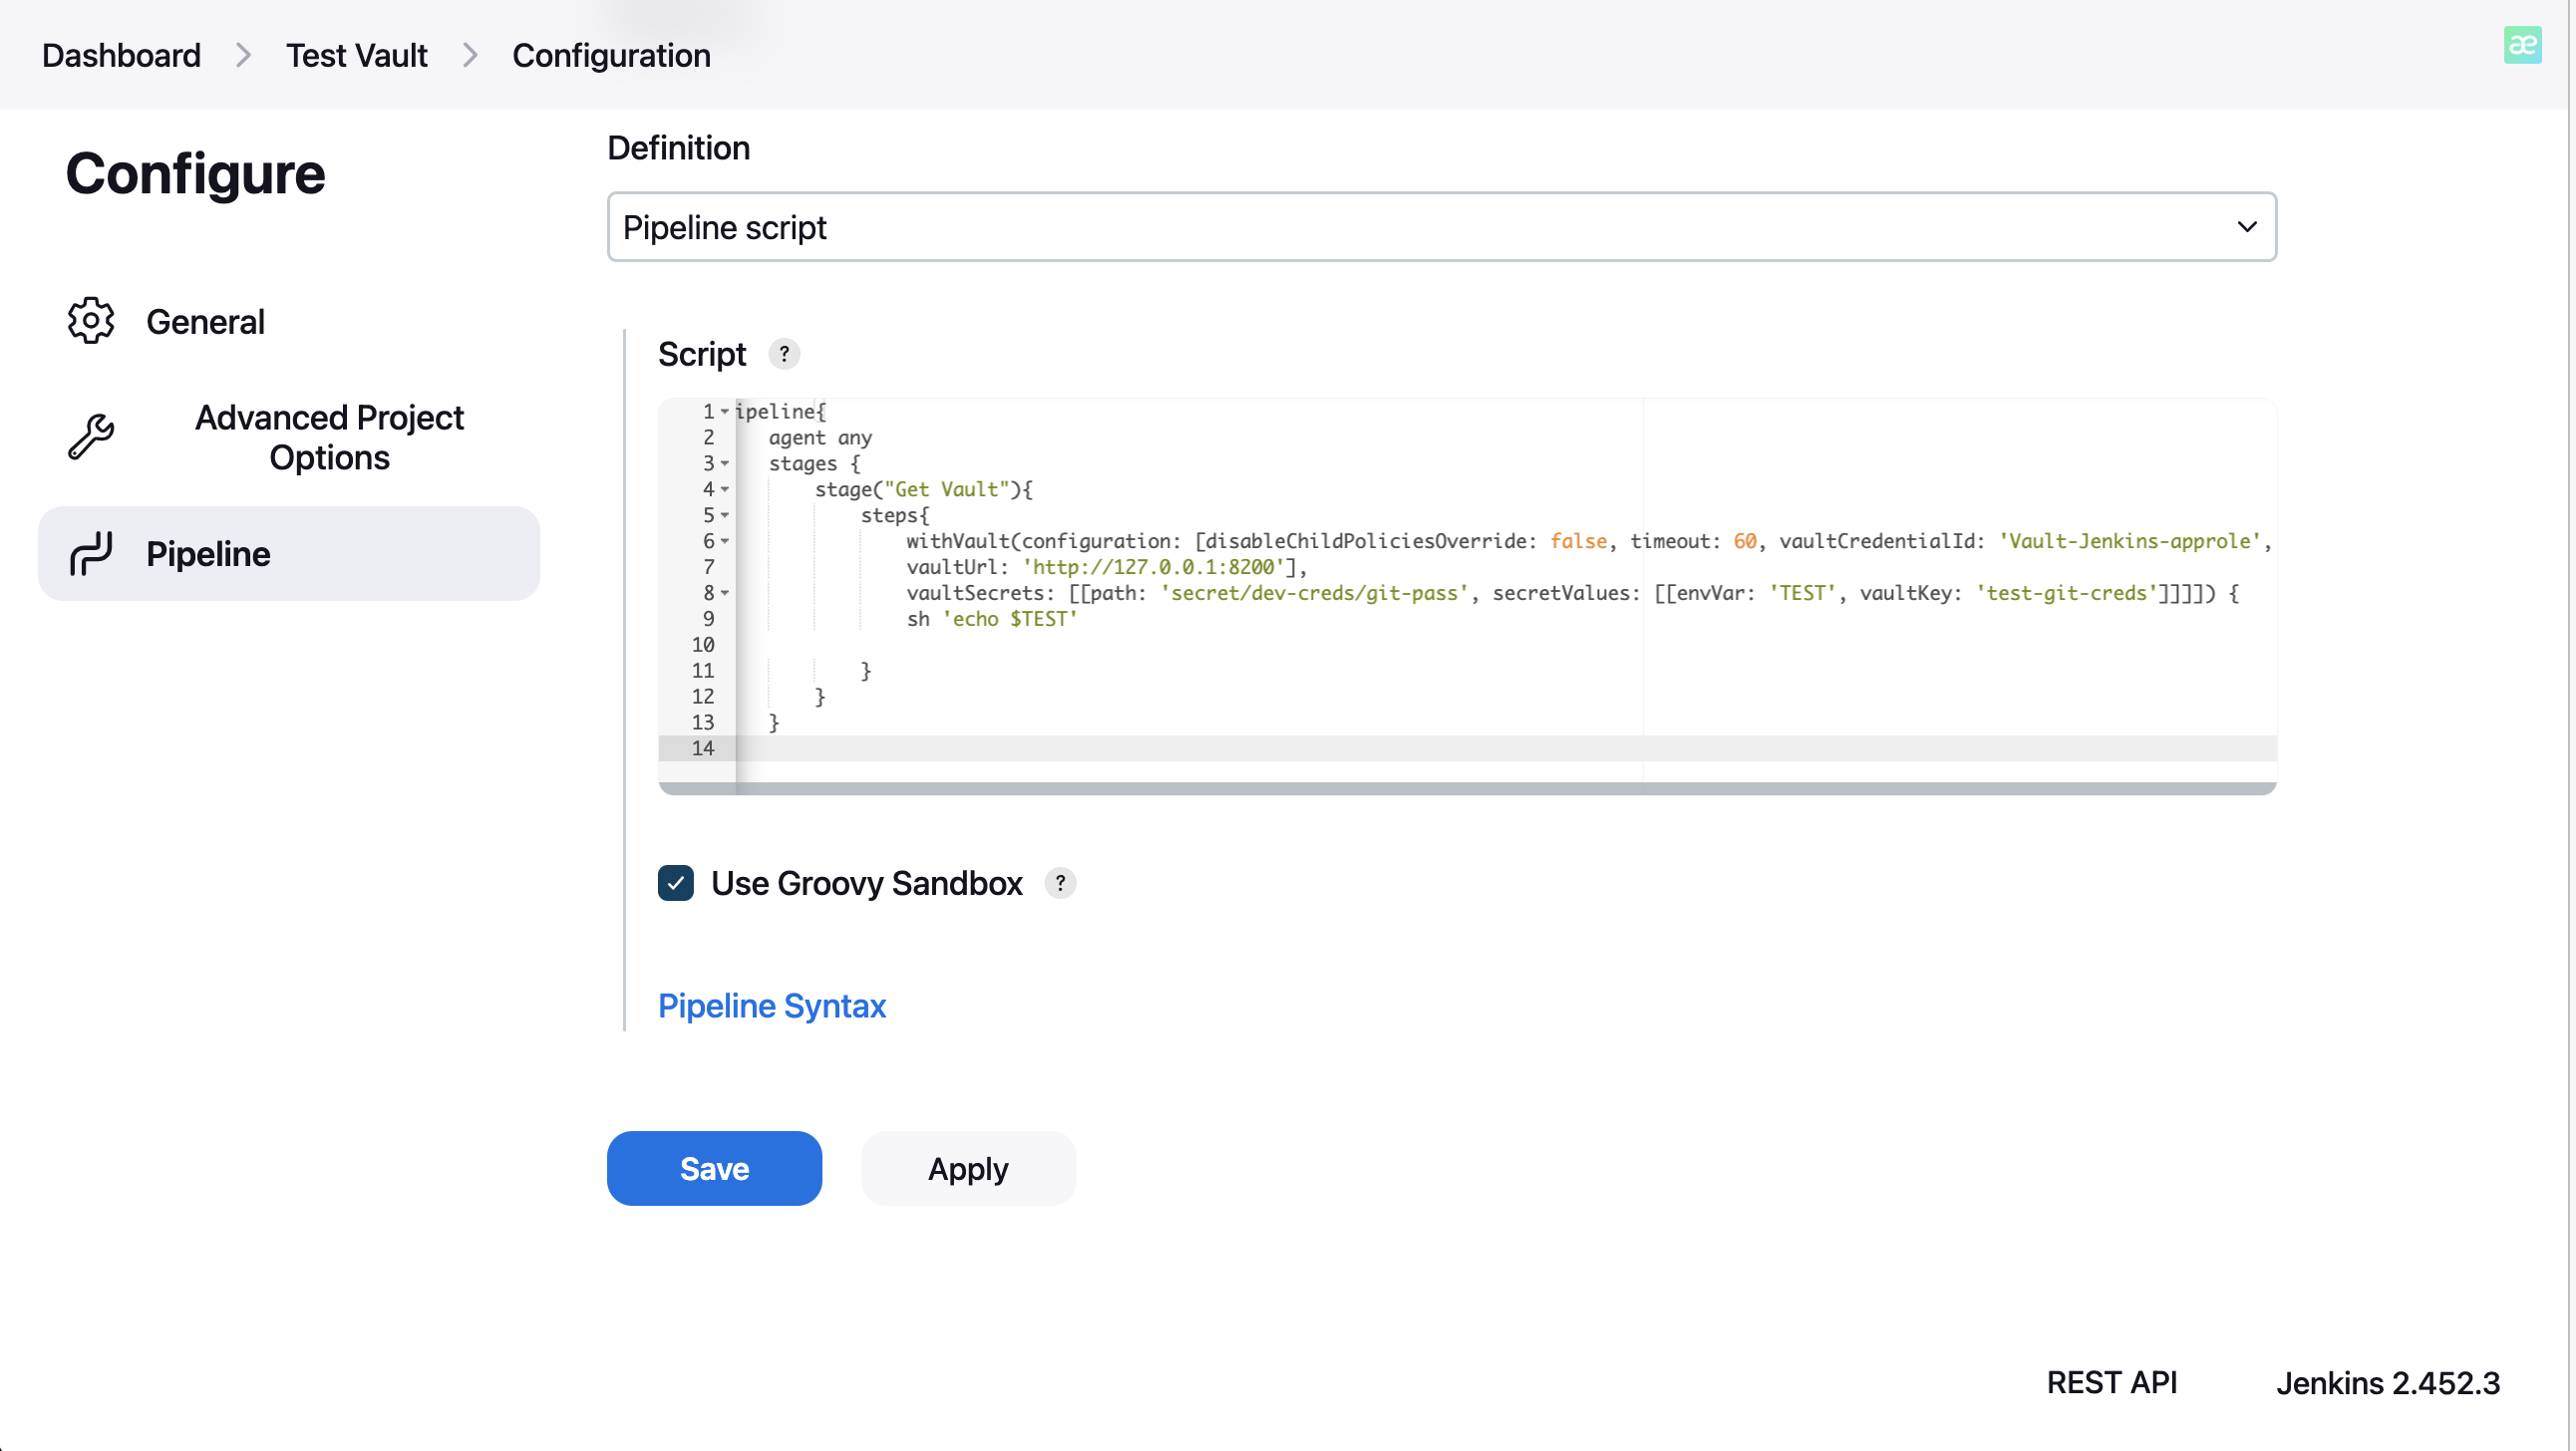 Dashboard > Test Vault > Configuration
æ
Configure
General
Advanced Project
Options
Pipeline
Definition
Pipeline script
Script ?
1 ipeline{
2 agent any
3 stages {
4 stage("Get Vault"){
5 steps{
6 withVault(configuration: [disableChildPoliciesOverride: false, timeout: 60, vaultCredentialId: 'Vault-Jenkins-approle',
7 vaultUrl: 'http://127.0.0.1:8200'],
8 vaultSecrets: [[path: 'secret/dev-creds/git-pass', secretValues: [[envVar: 'TEST', vaultKey: 'test-git-creds']]]]) {
9 sh 'echo $TEST'
10
11 }
12 }
13 }
14
Use Groovy Sandbox ?
Pipeline Syntax
Save
Apply
REST API
Jenkins 2.452.3